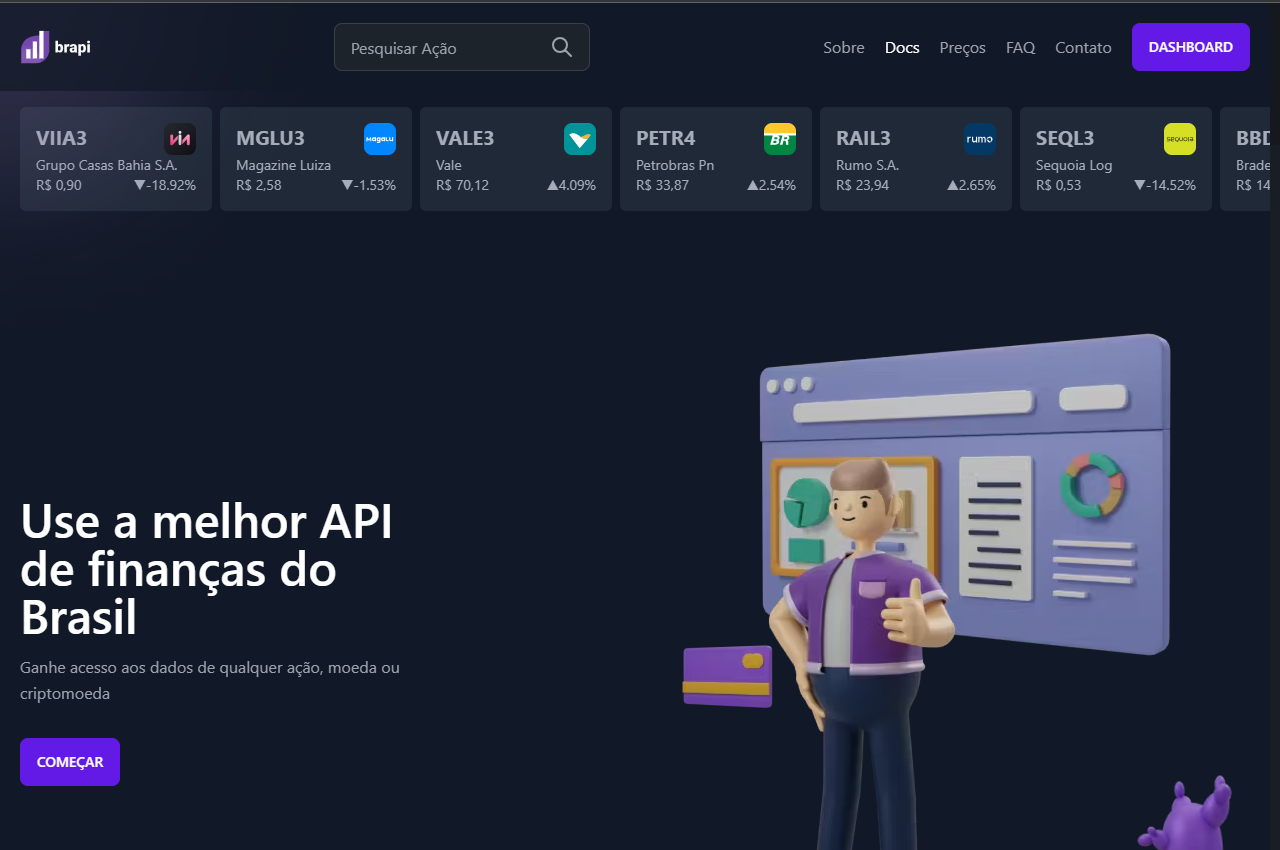 brapi
Pesquisar Ação
Sobre Docs Preços FAQ Contato DASHBOARD
VIIA3
VIA
Grupo Casas Bahia S.A.
R$ 0,90 ▼-18.92%
MGLU3
Magalu
Magazine Luiza
R$ 2,58 ▼-1.53%
VALE3
Vale
R$ 70,12 ▲4.09%
PETR4
BR
Petrobras Pn
R$ 33,87 ▲2.54%
RAIL3
rumo
Rumo S.A.
R$ 23,94 ▲2.65%
SEQL3
sequoia
Sequoia Log
R$ 0,53 ▼-14.52%
BBD
Brade
R$ 14
Use a melhor API
de finanças do
Brasil
Ganhe acesso aos dados de qualquer ação, moeda ou
criptomoeda
COMEÇAR